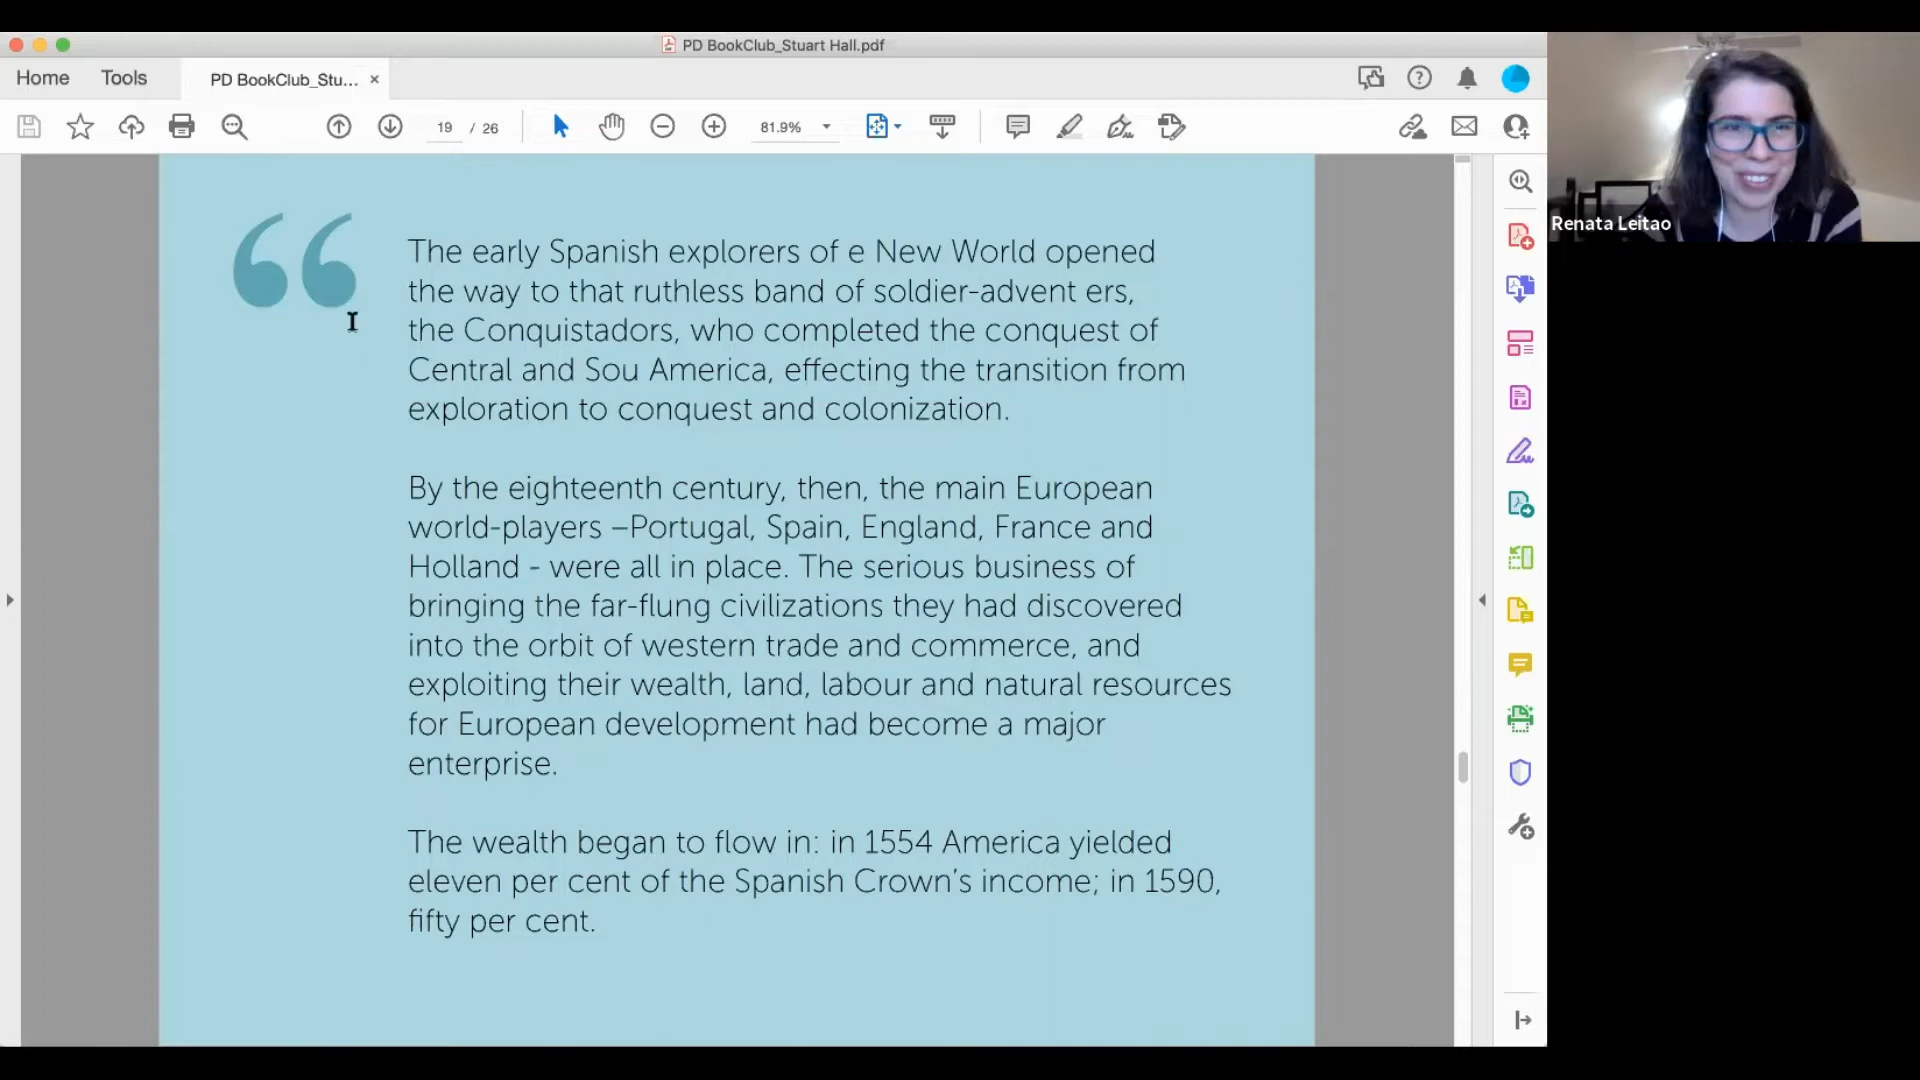 PD BookClub_Stuart Hall.pdf
Home
Tools
PD BookClub_Stu... ×
19 / 26
81.9%
Renata Leitao
The early Spanish explorers of e New World opened
the way to that ruthless band of soldier-advent ers,
the Conquistadors, who completed the conquest of
Central and Sou America, effecting the transition from
exploration to conquest and colonization.
By the eighteenth century, then, the main European
world-players –Portugal, Spain, England, France and
Holland - were all in place. The serious business of
bringing the far-flung civilizations they had discovered
into the orbit of western trade and commerce, and
exploiting their wealth, land, labour and natural resources
for European development had become a major
enterprise.
The wealth began to flow in: in 1554 America yielded
eleven per cent of the Spanish Crown's income; in 1590,
fifty per cent.